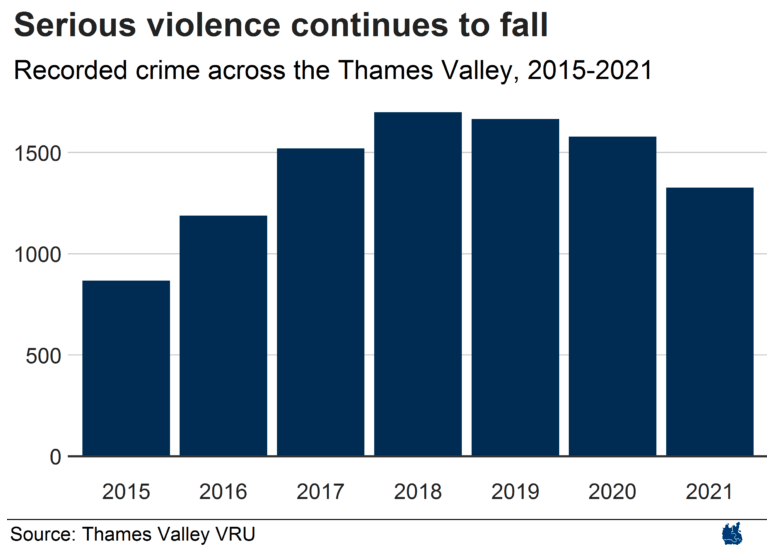 Serious violence continues to fall
Recorded crime across the Thames Valley, 2015-2021
1500
1000
500
0
2015 2016 2017 2018 2019 2020 2021
Source: Thames Valley VRU